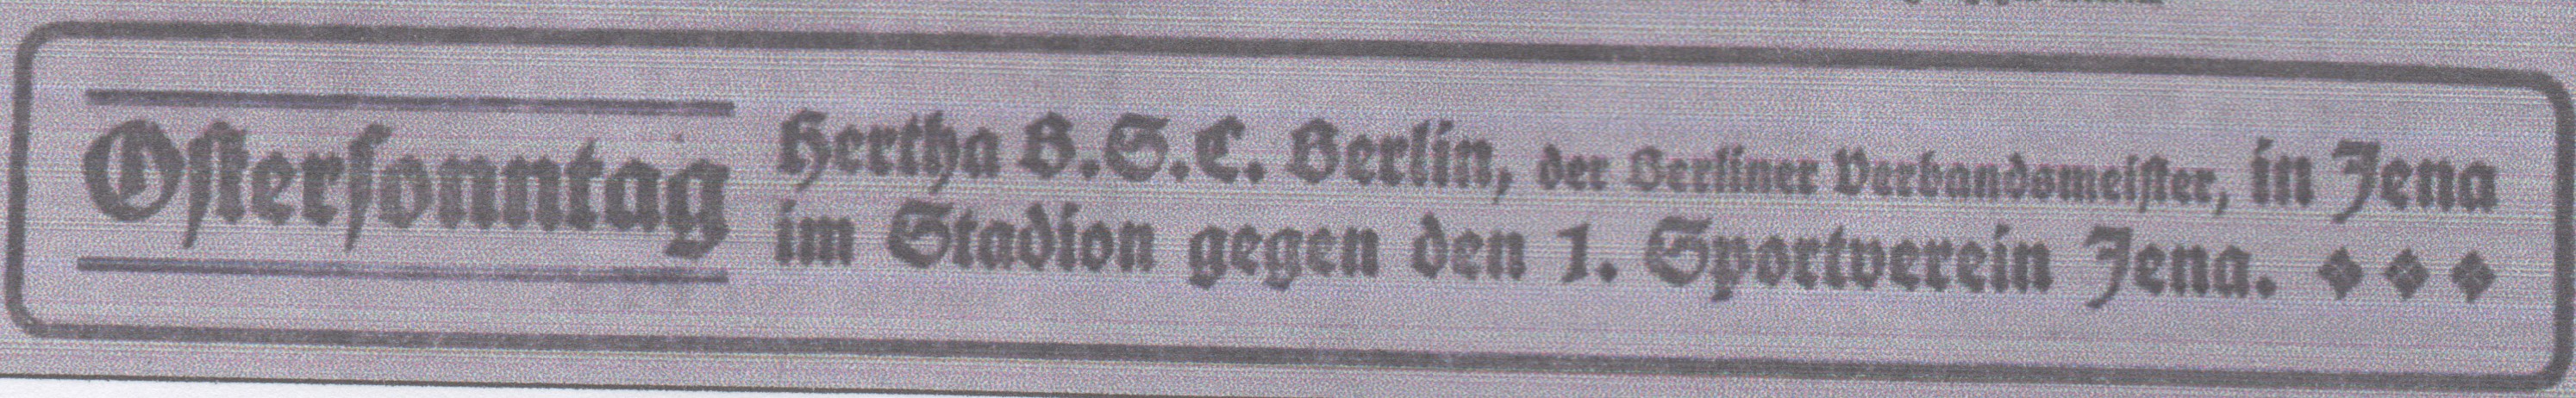 Ostersonntag
Hertha B.S.C. Berlin, der Berliner Verbandsmeister, in Jena
im Stadion gegen den 1. Sportverein Jena.